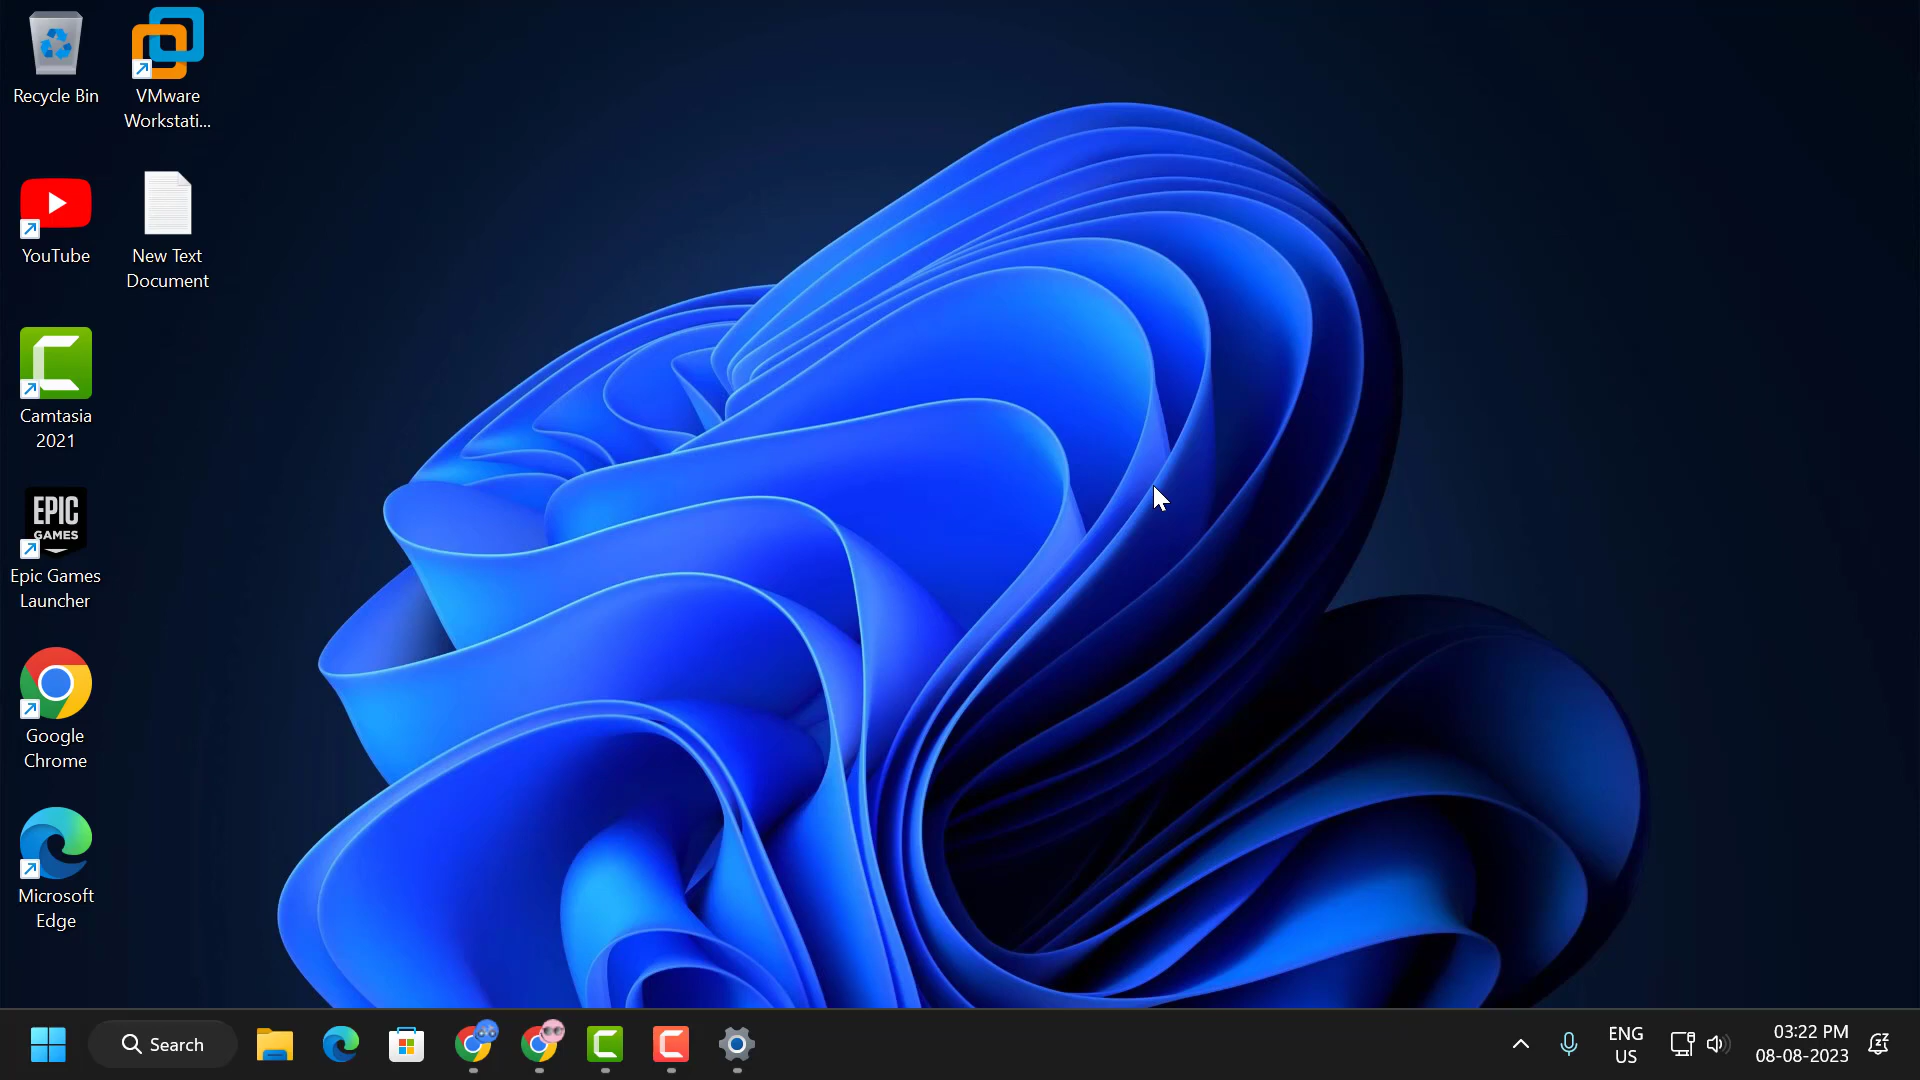 Recycle Bin
VMware
Workstati...
YouTube
New Text
Document
Camtasia
2021
EPIC
GAMES
Epic Games
Launcher
Google
Chrome
Microsoft
Edge
Search
ENG
US
03:22 PM
08-08-2023